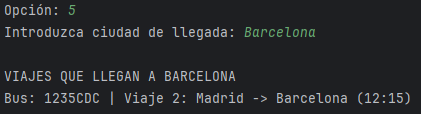 Opción: 5
Introduzca ciudad de llegada: Barcelona
VIAJES QUE LLEGAN A BARCELONA
Bus: 1235CDC | Viaje 2: Madrid -> Barcelona (12:15)